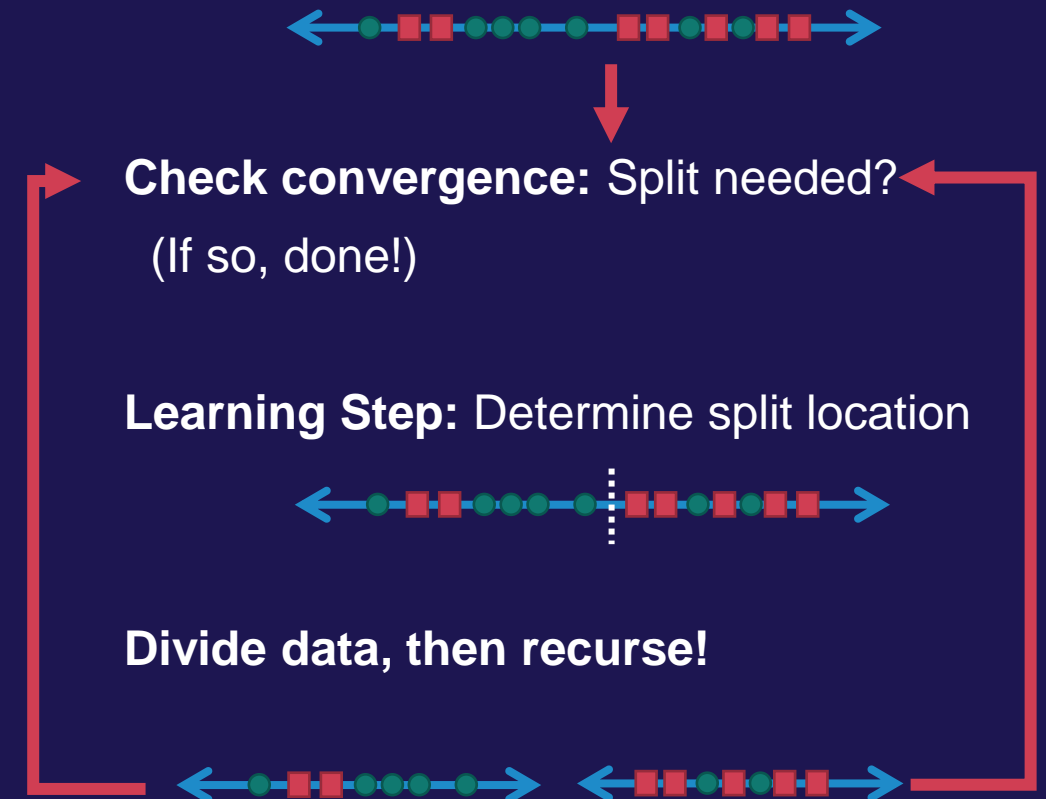 Check convergence: Split needed?
(If so, done!)
Learning Step: Determine split location
Divide data, then recurse!